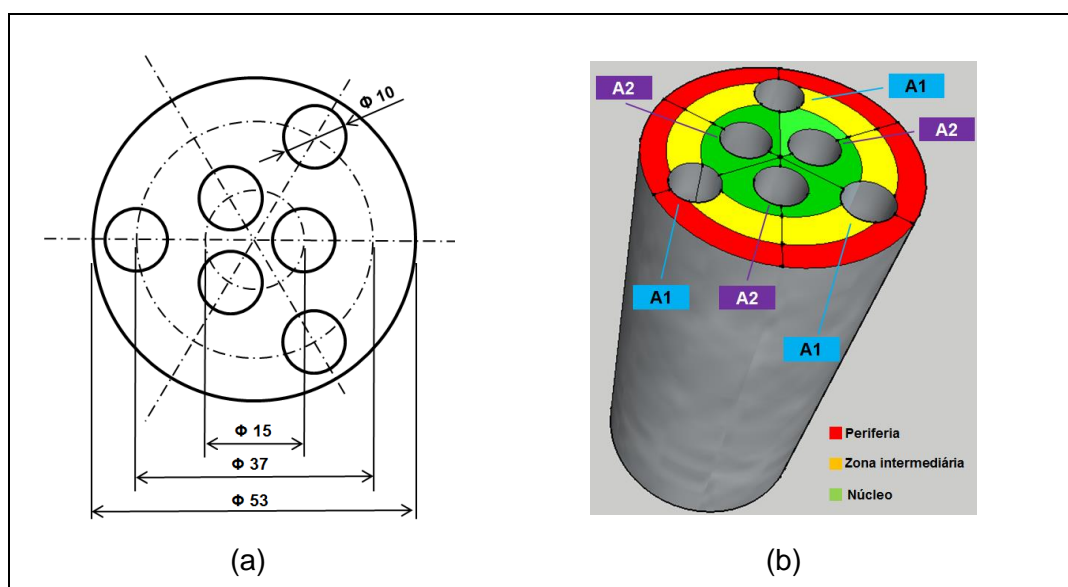 Φ 10
Φ 15
Φ 37
Φ 53
(a)
A2
A1
A2
A1
A2
A1
Periferia
Zona intermediária
Núcleo
(b)